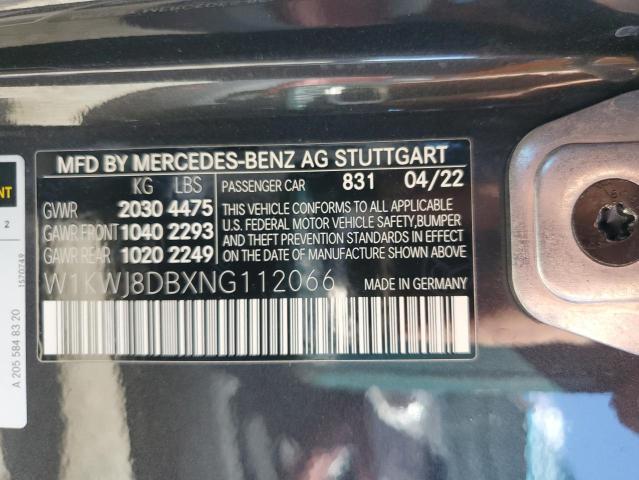 MFD BY MERCEDES-BENZ AG STUTTGART
KG LBS PASSENGER CAR 831 04/22
GVWR 2030 4475
GAWR FRONT 1040 2293
GAWR REAR 1020 2249
THIS VEHICLE CONFORMS TO ALL APPLICABLE
U.S. FEDERAL MOTOR VEHICLE SAFETY,BUMPER
AND THEFT PREVENTION STANDARDS IN EFFECT
ON THE DATE OF MANUFACTURE SHOWN ABOVE.
W1KWJ8DBXNG112066 MADE IN GERMANY
2
1570749
A 205 584 83 20